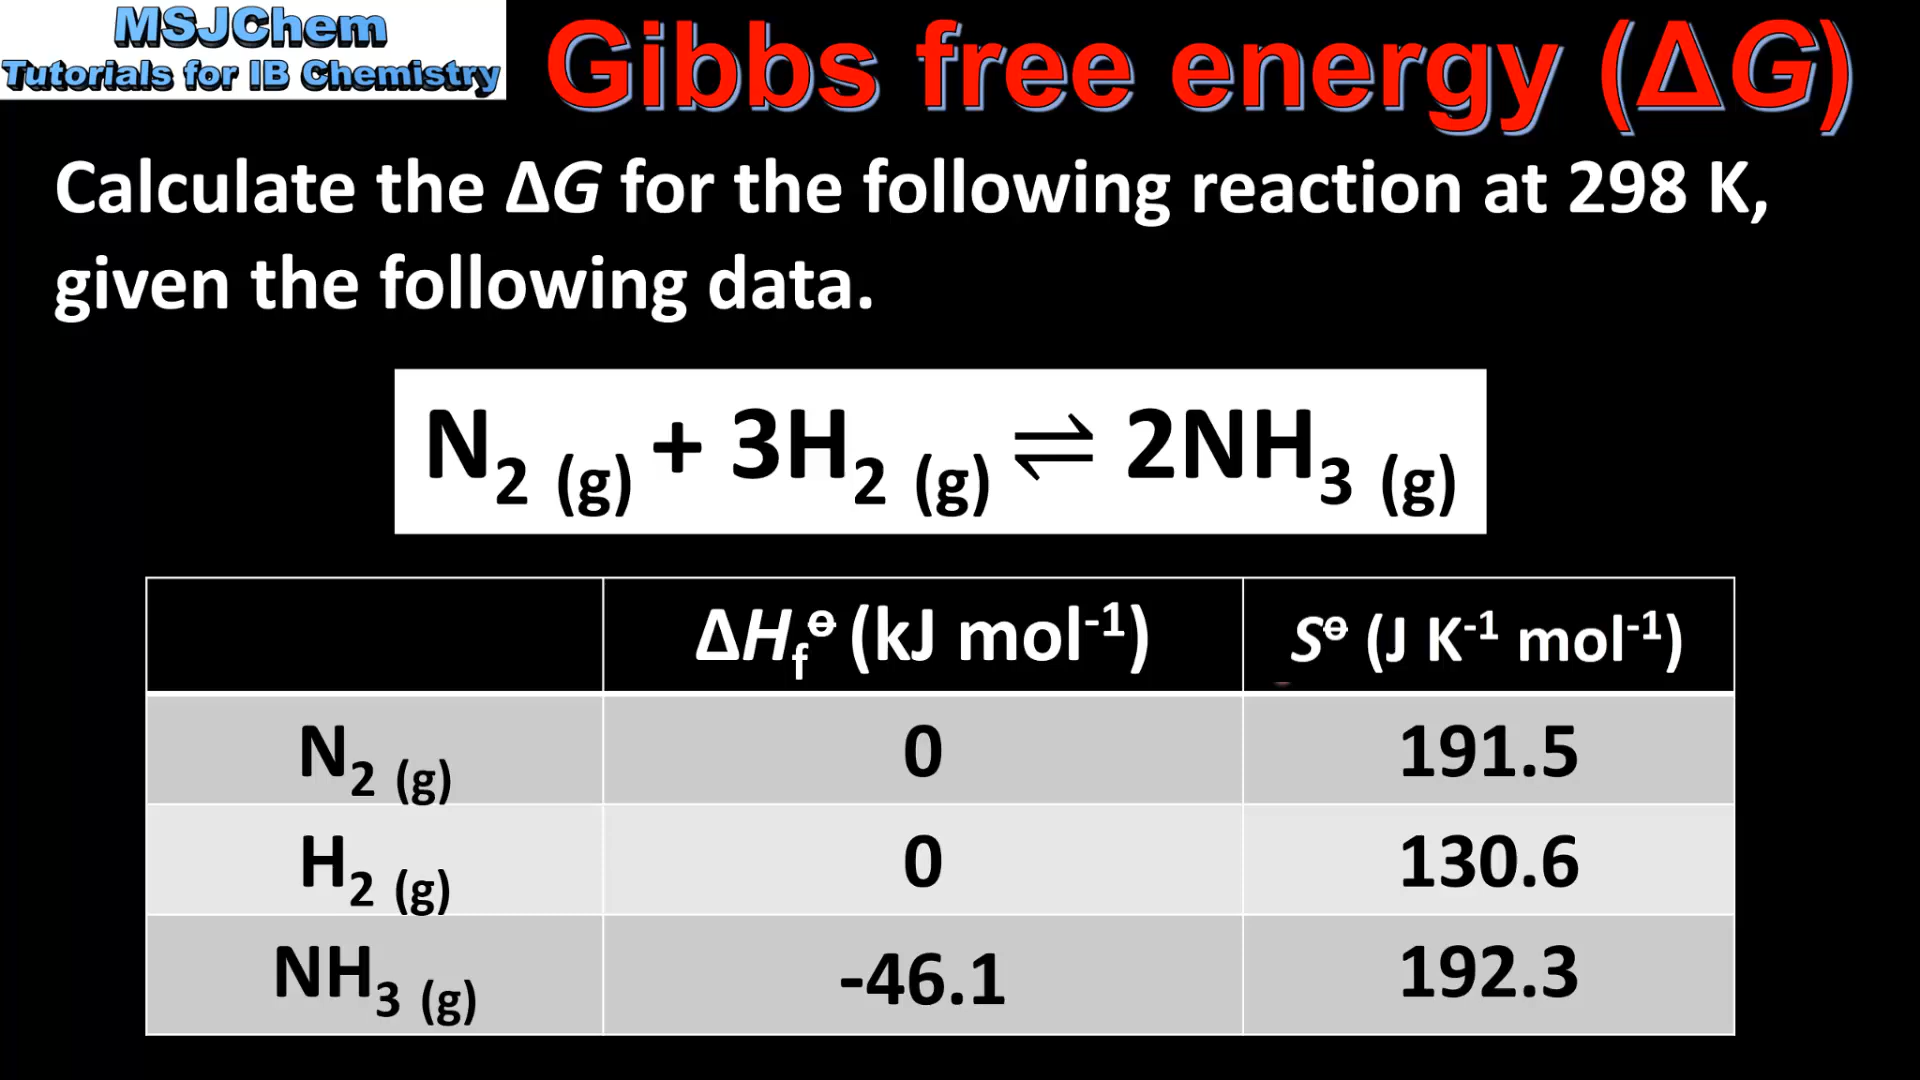 MSJChem
Tutorials for IB Chemistry
Gibbs free energy (ΔG)
Calculate the ΔG for the following reaction at 298 K,
given the following data.
N₂ (g) + 3H₂ (g) ⇌ 2NH₃ (g)
ΔHf⦵ (kJ mol⁻¹) S⦵ (J K⁻¹ mol⁻¹)
N₂ (g) 0 191.5
H₂ (g) 0 130.6
NH₃ (g) -46.1 192.3